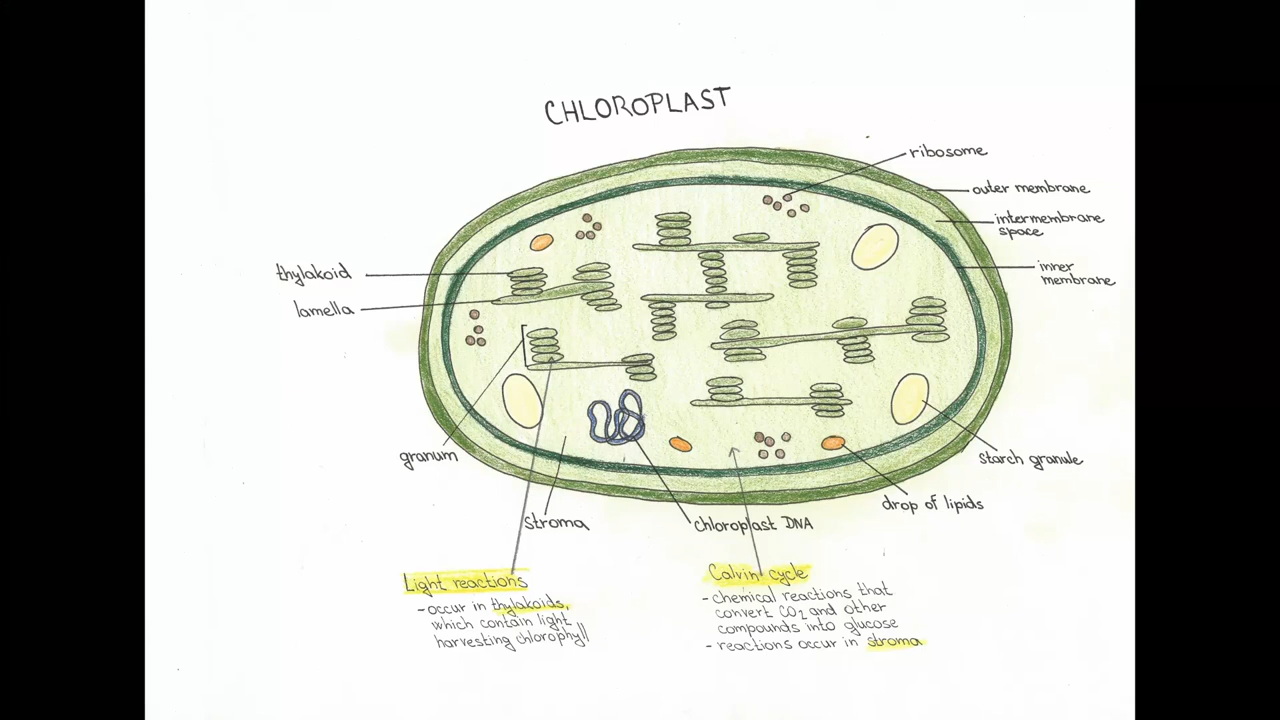 CHLOROPLAST
ribosome
outer membrane
intermembrane
space
inner
membrane
thylakoid
lamella
granum
stroma
chloroplast DNA
drop of lipids
starch granule
Light reactions
- occur in thylakoids,
which contain light
harvesting chlorophyll
Calvin cycle
- chemical reactions that
convert CO₂ and other
compounds into glucose
- reactions occur in stroma